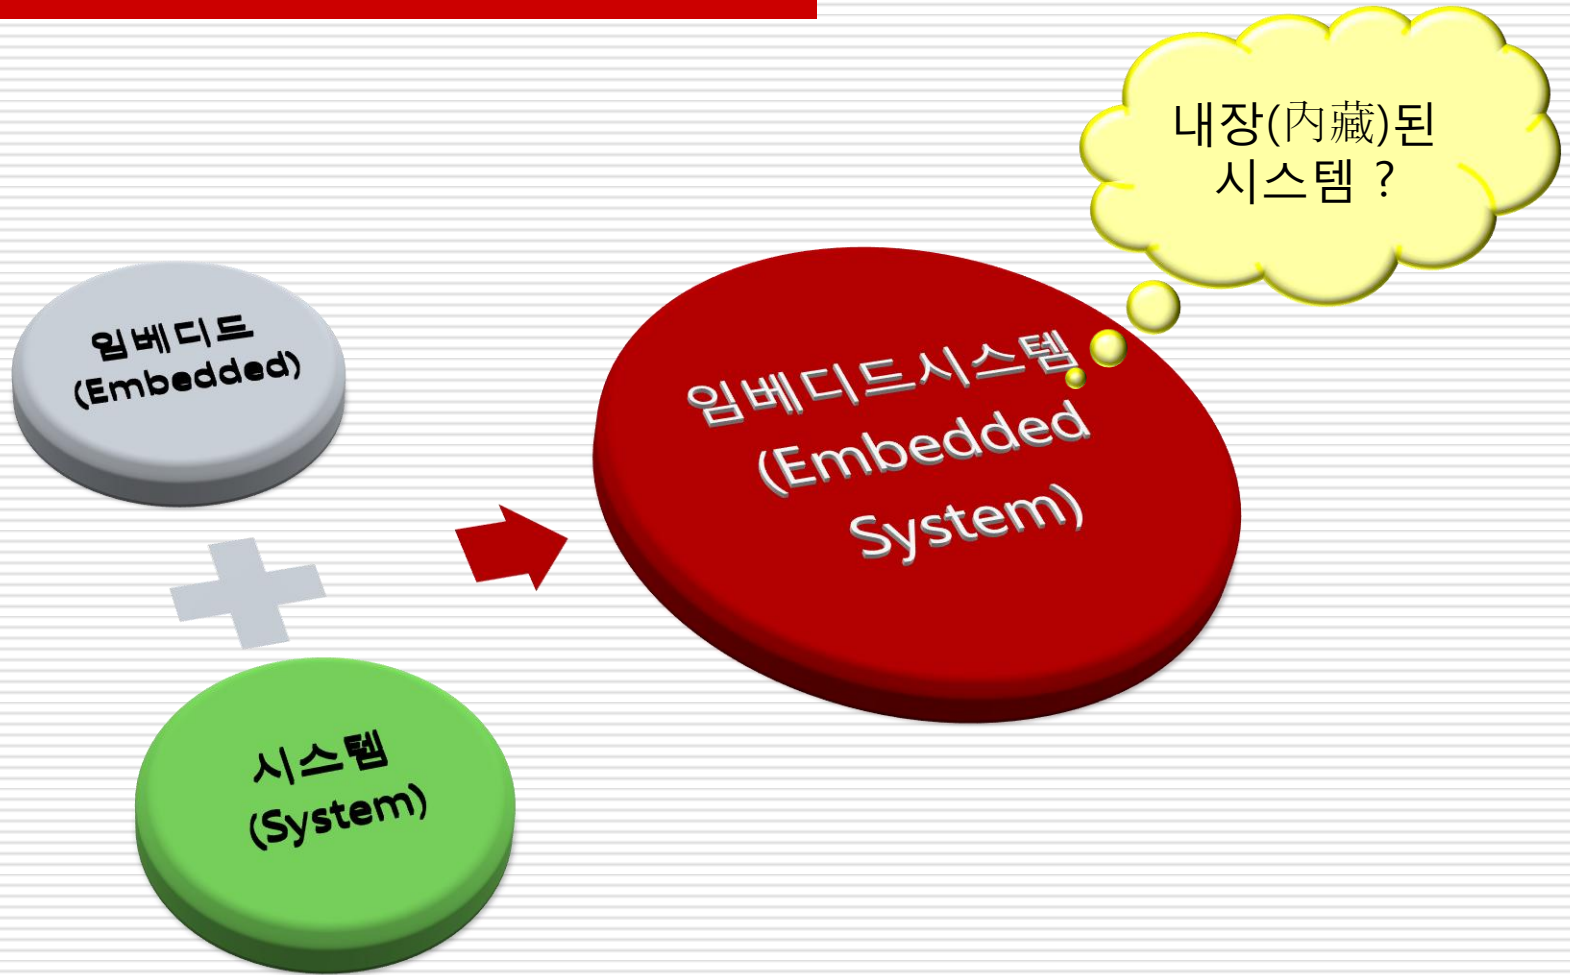 내장(內藏)된
시스템 ?
임베디드
(Embedded)
임베디드시스템
(Embedded
System)
시스템
(System)